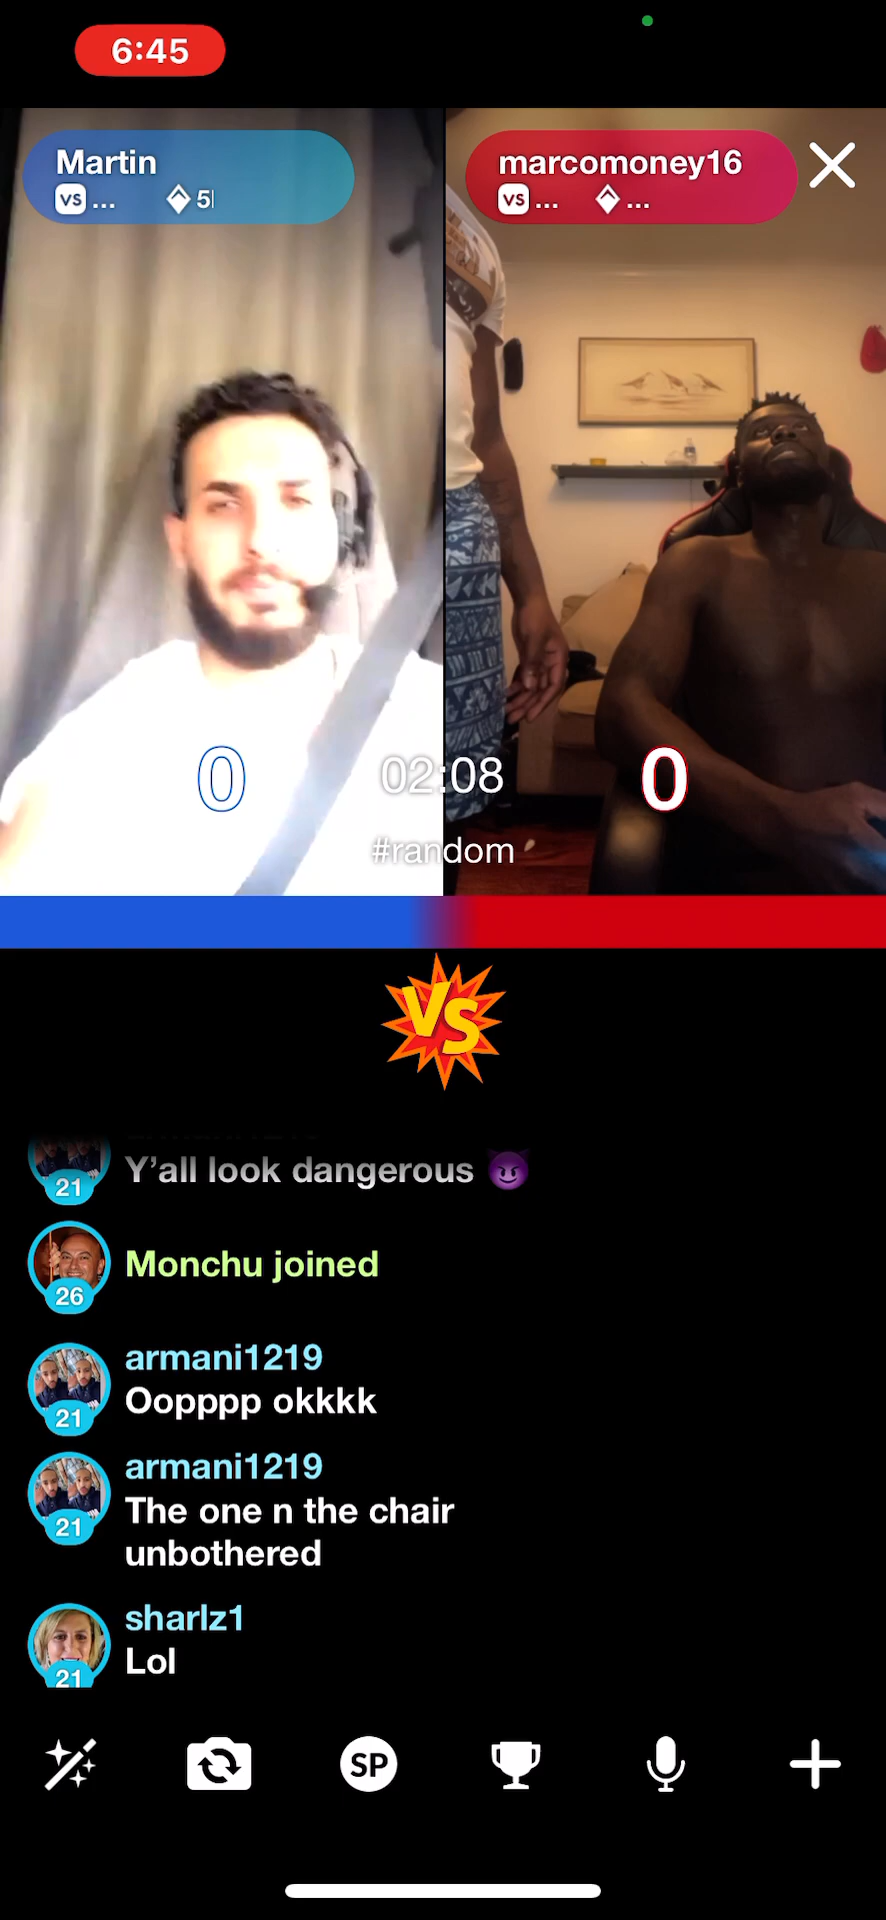 6:45
Martin
VS ... 5
marcomoney16
VS ... ...
0
02:08
0
#random
VS
Y'all look dangerous 😈
21
Monchu joined
26
armani1219
Oopppp okkkk
21
armani1219
The one n the chair
unbothered
21
sharlz1
Lol
21
SP